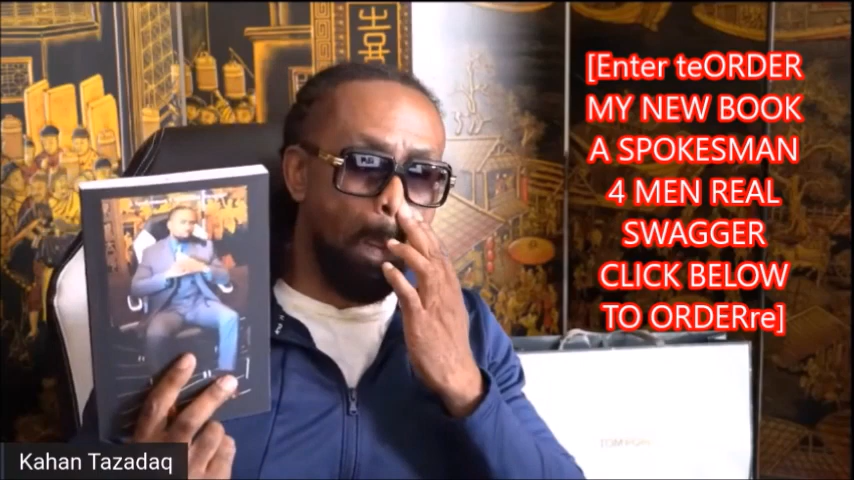 [Enter teORDER
MY NEW BOOK
A SPOKESMAN
4 MEN REAL
SWAGGER
CLICK BELOW
TO ORDERre]
Kahan Tazadaq